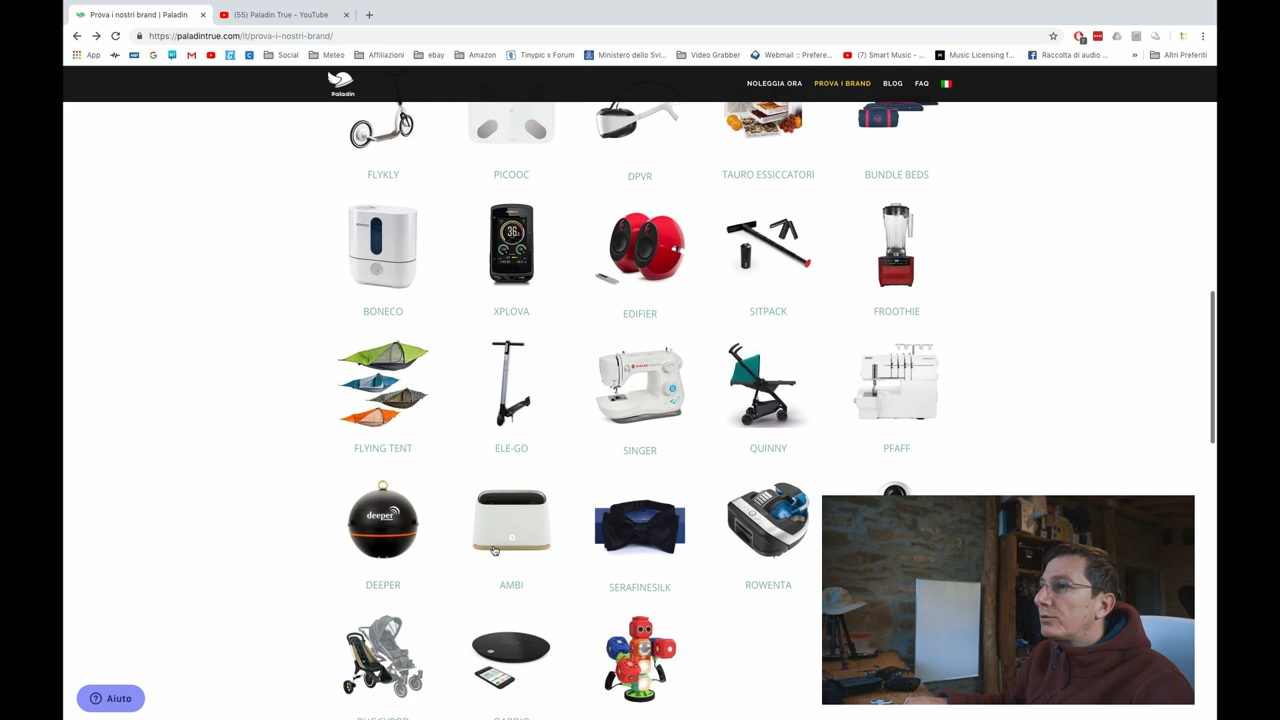 Prova i nostri brand | Paladin
(55) Paladin True - YouTube
https://paladintrue.com/it/prova-i-nostri-brand/
App
Social
Meteo
Affiliazioni
ebay
Amazon
Tinypic x Forum
Ministero dello Svi...
Video Grabber
Webmail :: Prefere...
(7) Smart Music - ...
Music Licensing f...
Raccolta di audio ...
»
Altri Preferiti
Paladin
NOLEGGIA ORA
PROVA I BRAND
BLOG
FAQ
FLYKLY
PICOOC
DPVR
TAURO ESSICCATORI
BUNDLE BEDS
BONECO
XPLOVA
EDIFIER
SITPACK
FROOTHIE
FLYING TENT
ELE-GO
SINGER
QUINNY
PFAFF
deeper
DEEPER
AMBI
SERAFINESILK
ROWENTA
Aiuto